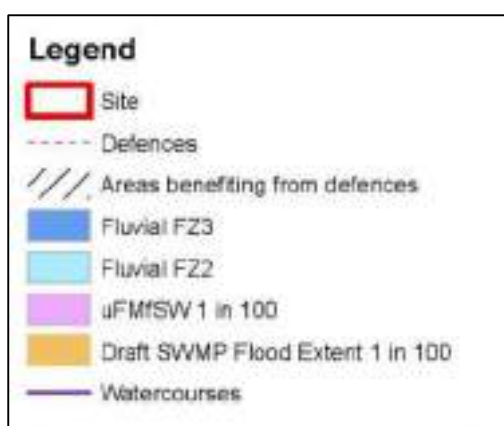 Legend
Site
Defences
Areas benefiting from defences
Fluvial FZ3
Fluvial FZ2
uFMfSW 1 in 100
Draft SWMP Flood Extent 1 in 100
Watercourses